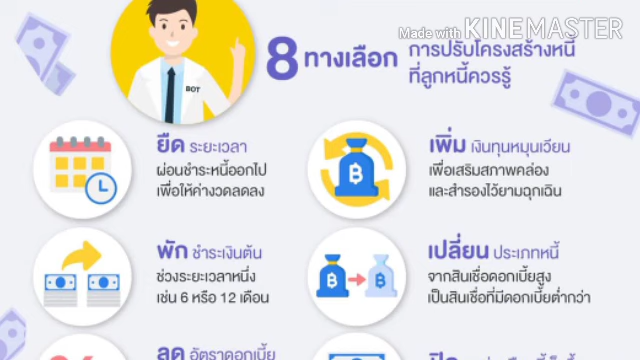 Made with KINEMASTER
8 ทางเลือก
การปรับโครงสร้างหนี้
ที่ลูกหนี้ควรรู้
BOT
ยืด ระยะเวลา
ผ่อนชำระหนี้ออกไป
เพื่อให้ค่างวดลดลง
เพิ่ม เงินทุนหมุนเวียน
เพื่อเสริมสภาพคล่อง
และสำรองไว้ยามฉุกเฉิน
พัก ชำระเงินต้น
ช่วงระยะเวลาหนึ่ง
เช่น 6 หรือ 12 เดือน
เปลี่ยน ประเภทหนี้
จากสินเชื่อดอกเบี้ยสูง
เป็นสินเชื่อที่มีดอกเบี้ยต่ำกว่า
ลด อัตราดอกเบี้ย